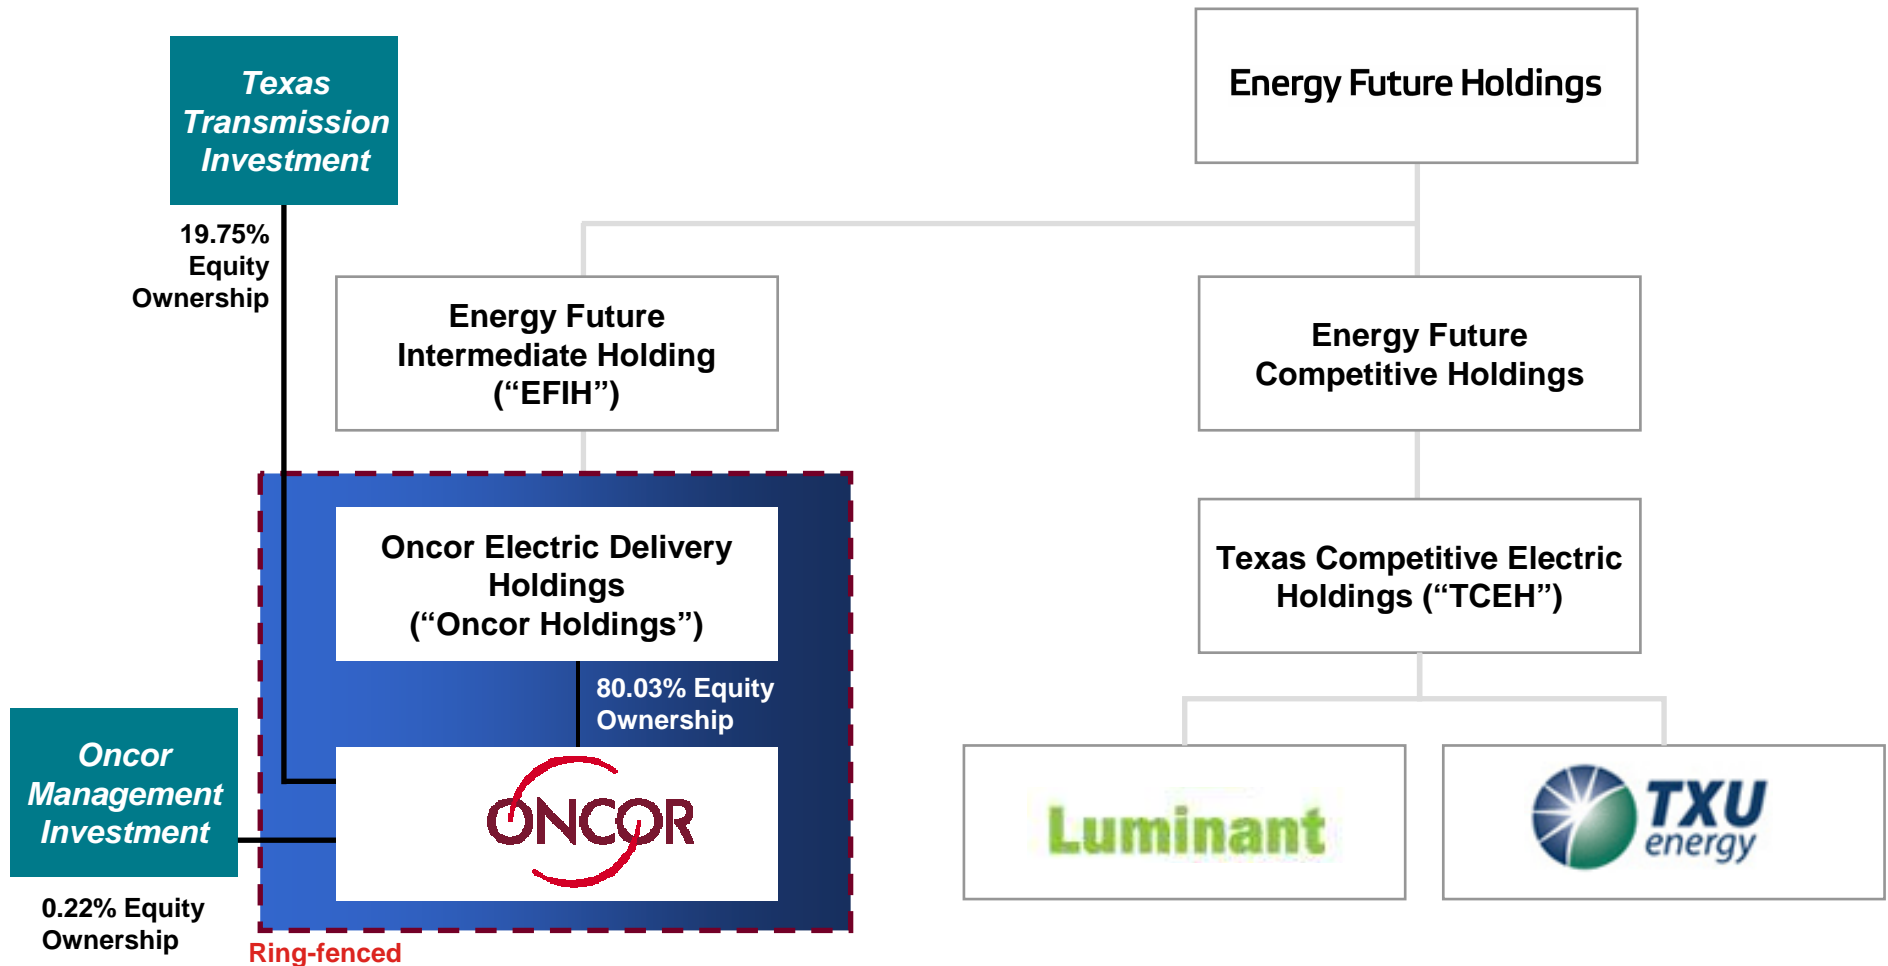 Texas
Transmission
Investment
Energy Future Holdings
19.75%
Equity
Ownership
Energy Future
Intermediate Holding
(“EFIH”)
Energy Future
Competitive Holdings
Oncor Electric Delivery
Holdings
(“Oncor Holdings”)
Texas Competitive Electric
Holdings (“TCEH”)
80.03% Equity
Ownership
Oncor
Management
Investment
ONCOR
Luminant
TXU
energy
0.22% Equity
Ownership
Ring-fenced